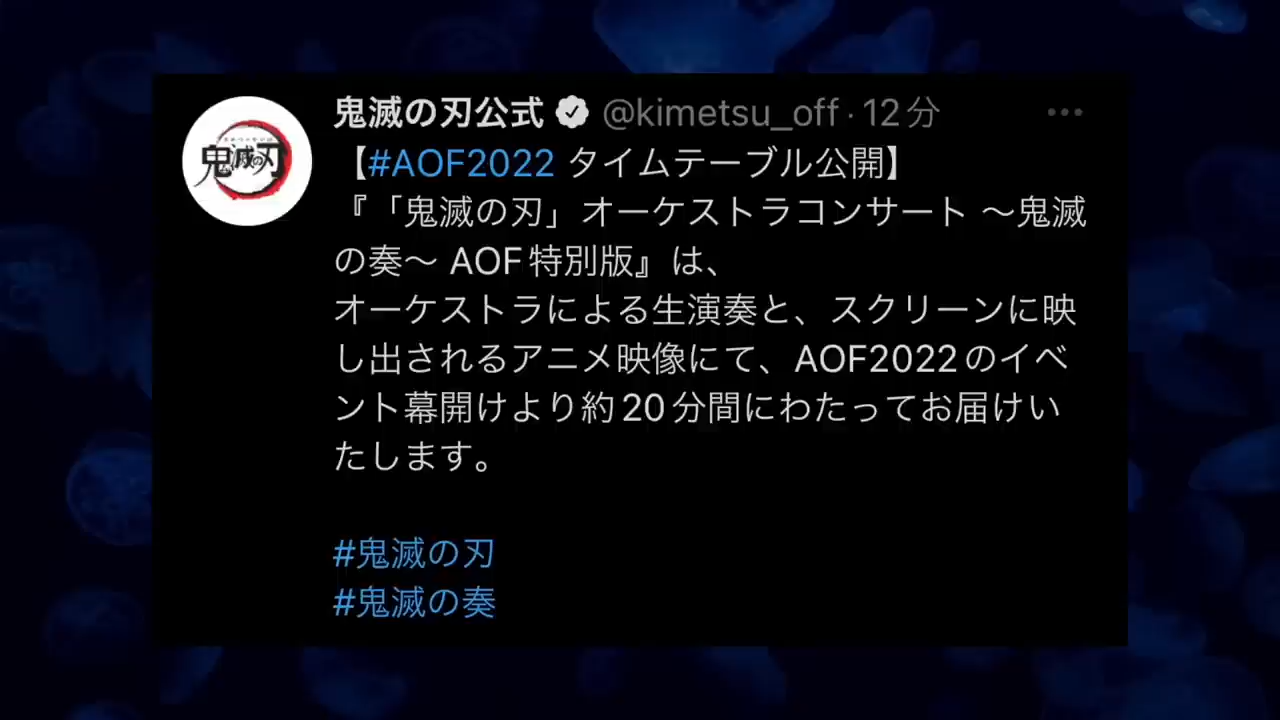 鬼滅の刃公式 @kimetsu_off · 12分
鬼滅の刃
【#AOF2022 タイムテーブル公開】
『「鬼滅の刃」オーケストラコンサート 〜鬼滅
の奏〜 AOF特別版』は、
オーケストラによる生演奏と、スクリーンに映
し出されるアニメ映像にて、AOF2022のイベ
ント幕開けより約20分間にわたってお届けい
たします。
#鬼滅の刃
#鬼滅の奏